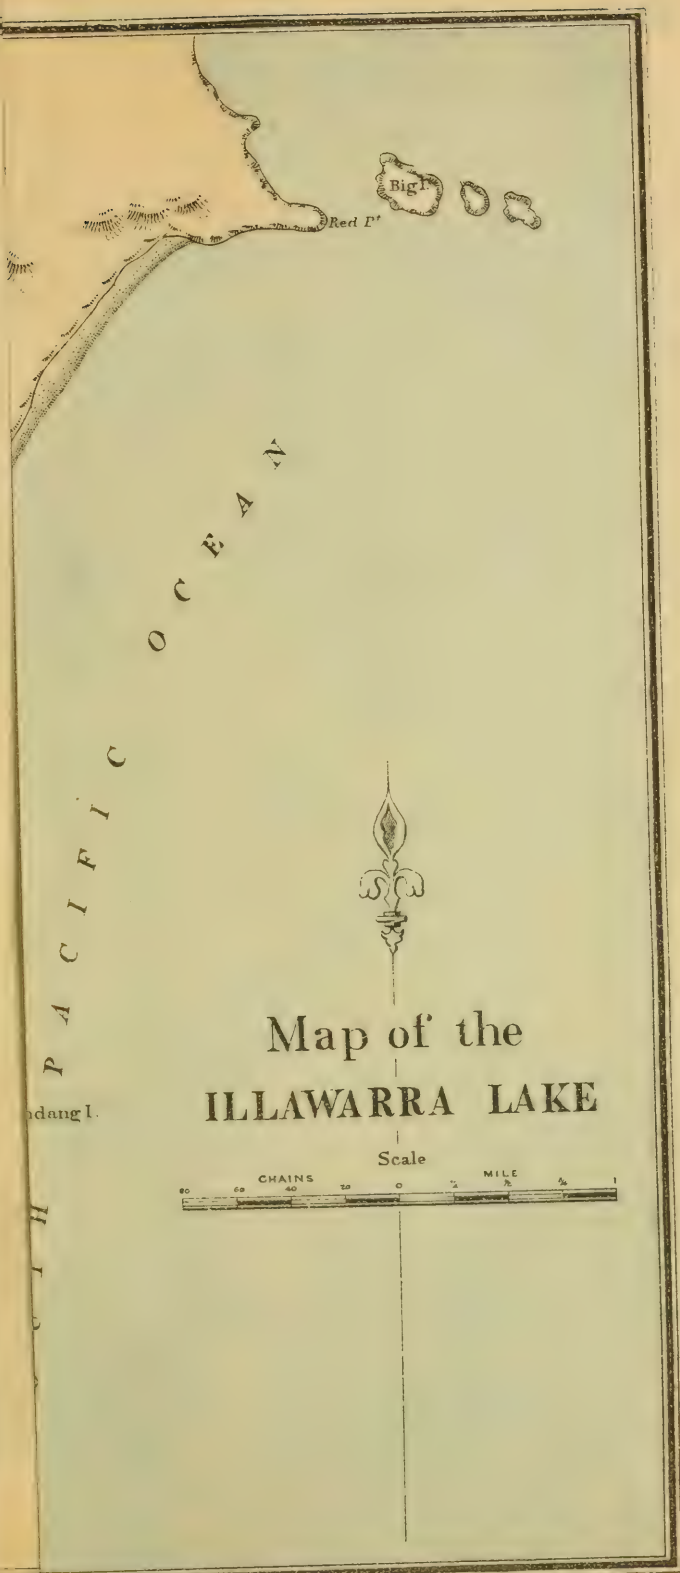 Big I.
Red Pt
PACIFIC OCEAN
Map of the
ILLAWARRA LAKE
ndang I.
Scale
CHAINS MILE
80 60 40 20 0 ¼ ½ ¾ 1